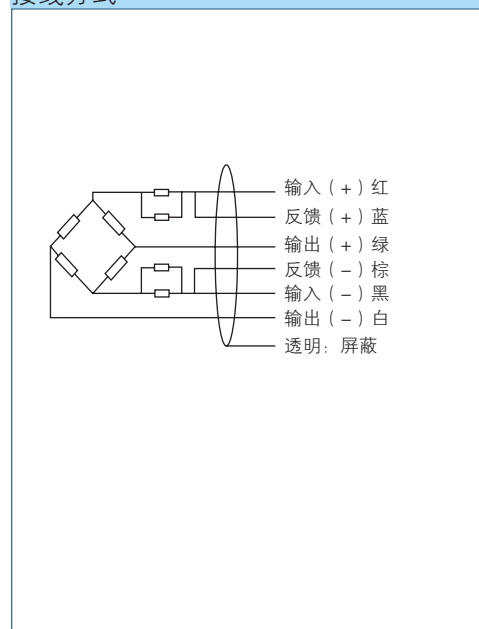 接线方式
输入（+）红
反馈（+）蓝
输出（+）绿
反馈（-）棕
输入（-）黑
输出（-）白
透明：屏蔽